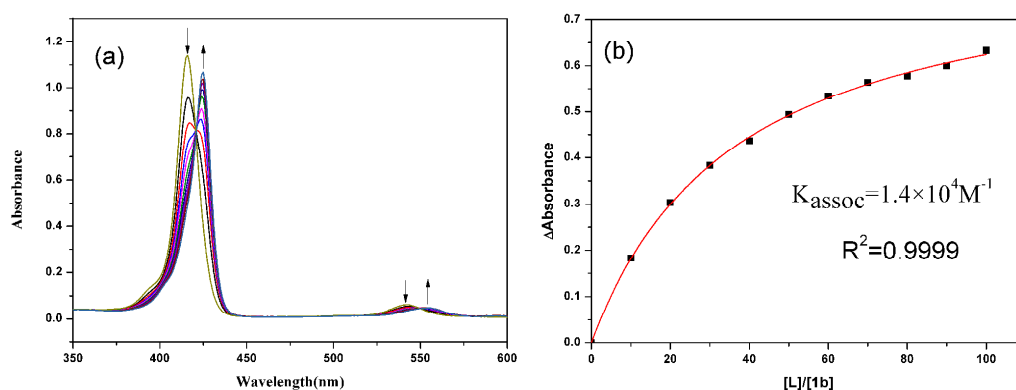 (a)
Absorbance
1.2
1.0
0.8
0.6
0.4
0.2
0.0
350 400 450 500 550 600
Wavelength(nm)
(b)
ΔAbsorbance
0.7
0.6
0.5
0.4
0.3
0.2
0.1
0.0
K_assoc=1.4×10⁴M⁻¹
R²=0.9999
0 20 40 60 80 100
[L]/[1b]